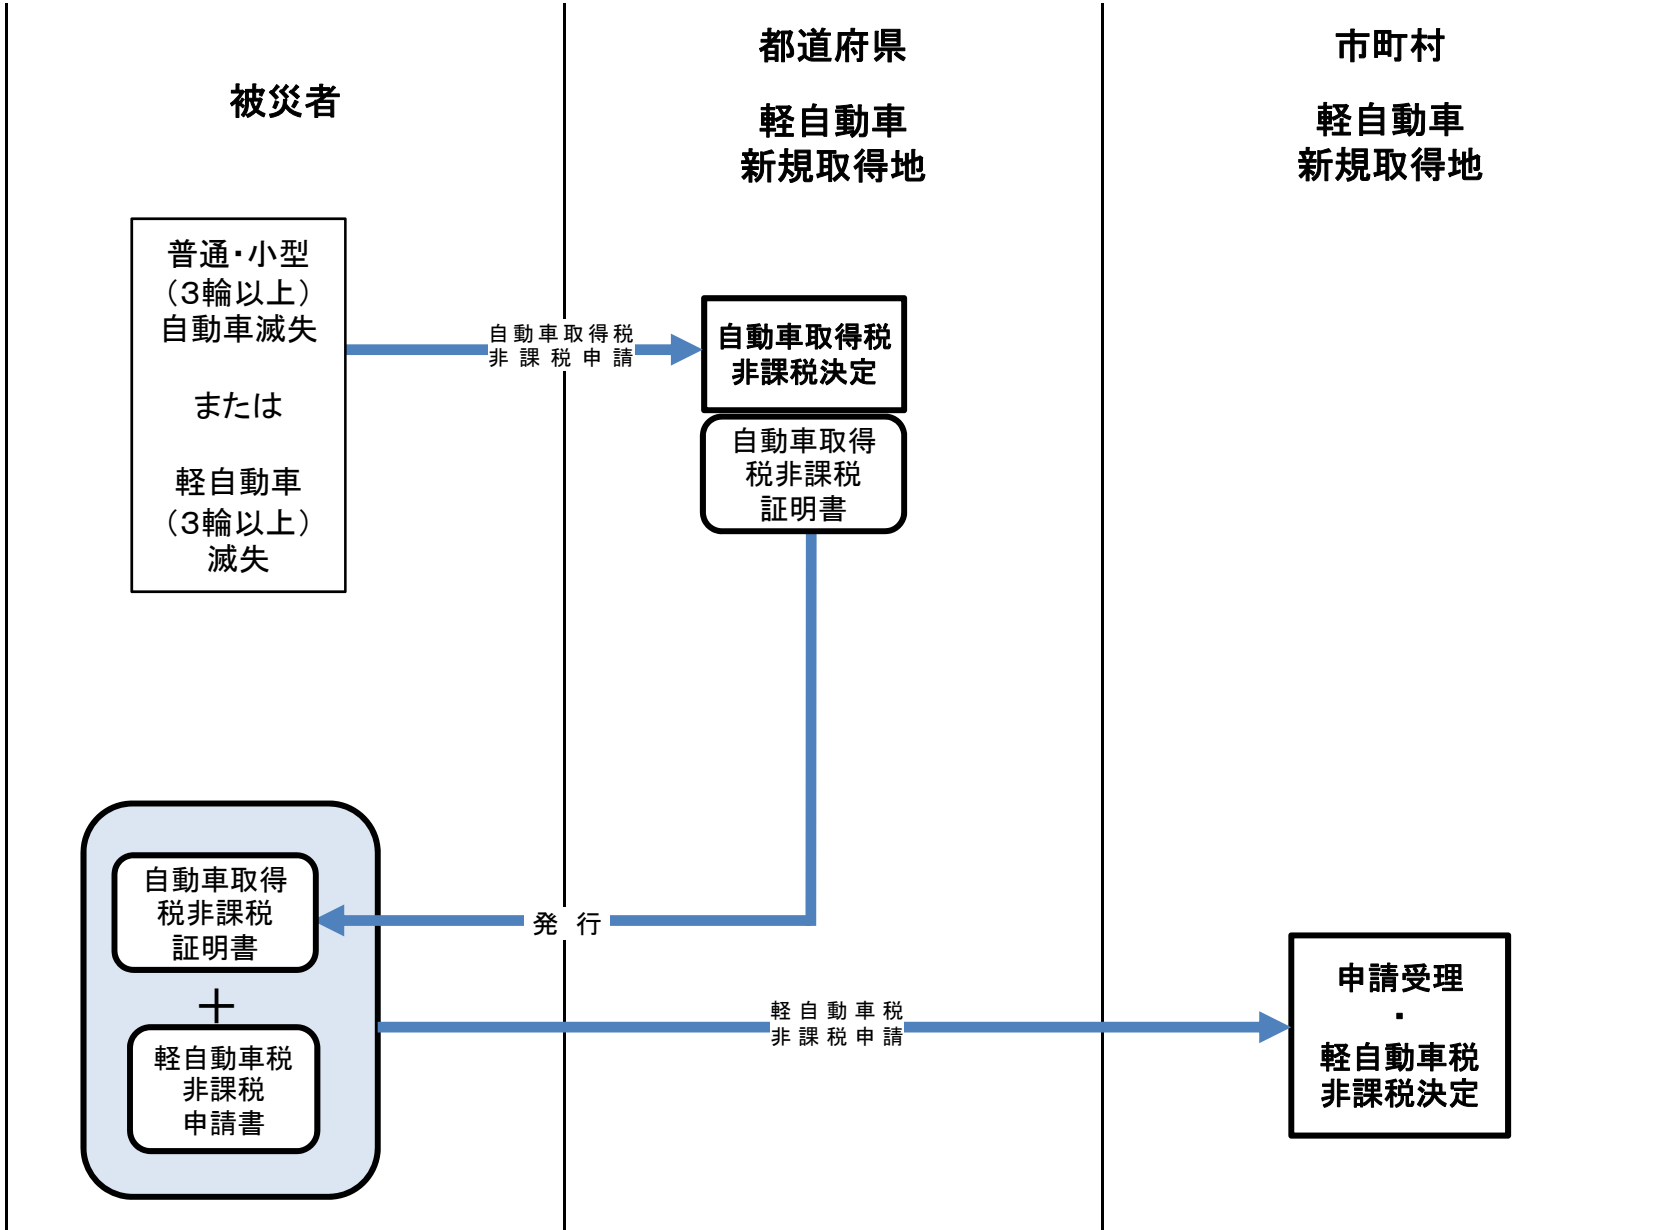 被災者
都道府県
軽自動車
新規取得地
市町村
軽自動車
新規取得地
普通・小型
(3輪以上)
自動車滅失
または
軽自動車
(3輪以上)
滅失
自動車取得税
非課税申請
自動車取得税
非課税決定
自動車取得
税非課税
証明書
発 行
自動車取得
税非課税
証明書
+
軽自動車税
非課税
申請書
軽自動車税
非課税申請
申請受理
・
軽自動車税
非課税決定